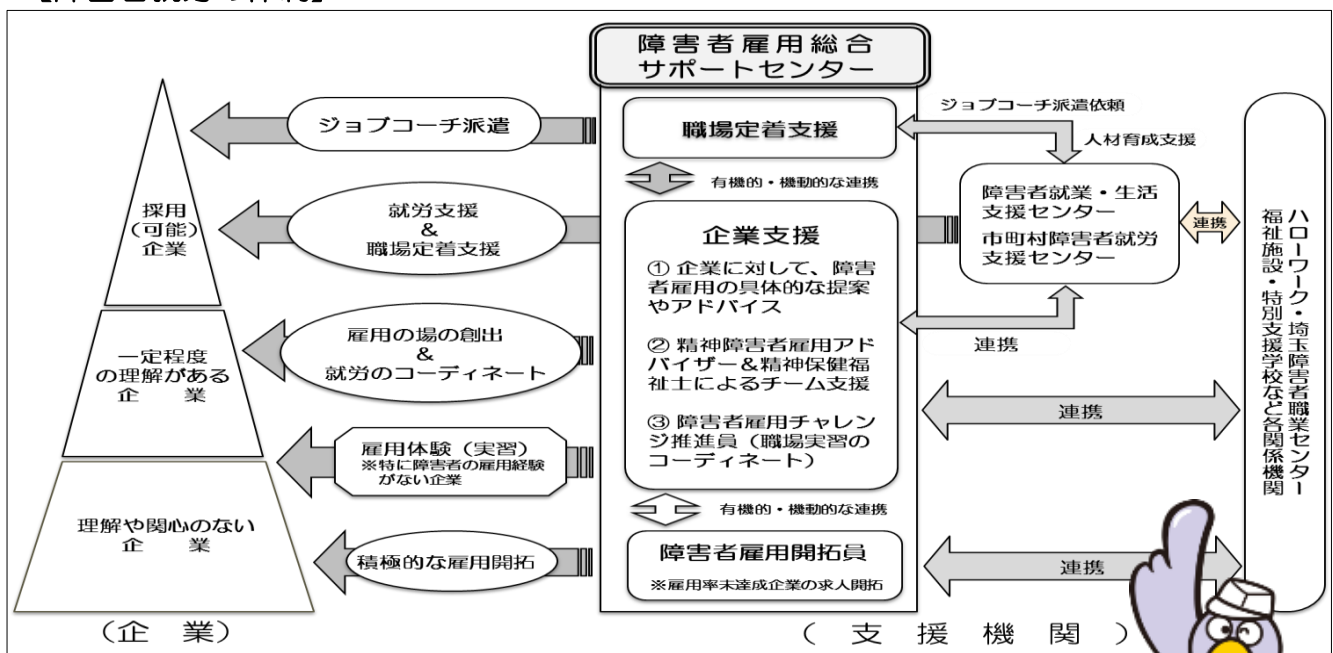 障害者雇用総合
サポートセンター
採用
(可能)
企業
一定程度
の理解がある
企　業
理解や関心のない
企　業
(企　業)
ジョブコーチ派遣
就労支援
&
職場定着支援
雇用の場の創出
&
就労のコーディネート
雇用体験（実習）
※特に障害者の雇用経験
がない企業
積極的な雇用開拓
職場定着支援
有機的・機動的な連携
企業支援
① 企業に対して、障害
者雇用の具体的な提案
やアドバイス
② 精神障害者雇用アド
バイザー＆精神保健福
祉士によるチーム支援
③ 障害者雇用チャレン
ジ推進員（職場実習の
コーディネート）
有機的・機動的な連携
障害者雇用開拓員
※雇用率未達成企業の求人開拓
ジョブコーチ派遣依頼
人材育成支援
障害者就業・生活
支援センター
市町村障害者就労
支援センター
連携
連携
連携
連携
ハローワーク・埼玉障害者職業センター
福祉施設・特別支援学校など各関係機関
(支援機関)